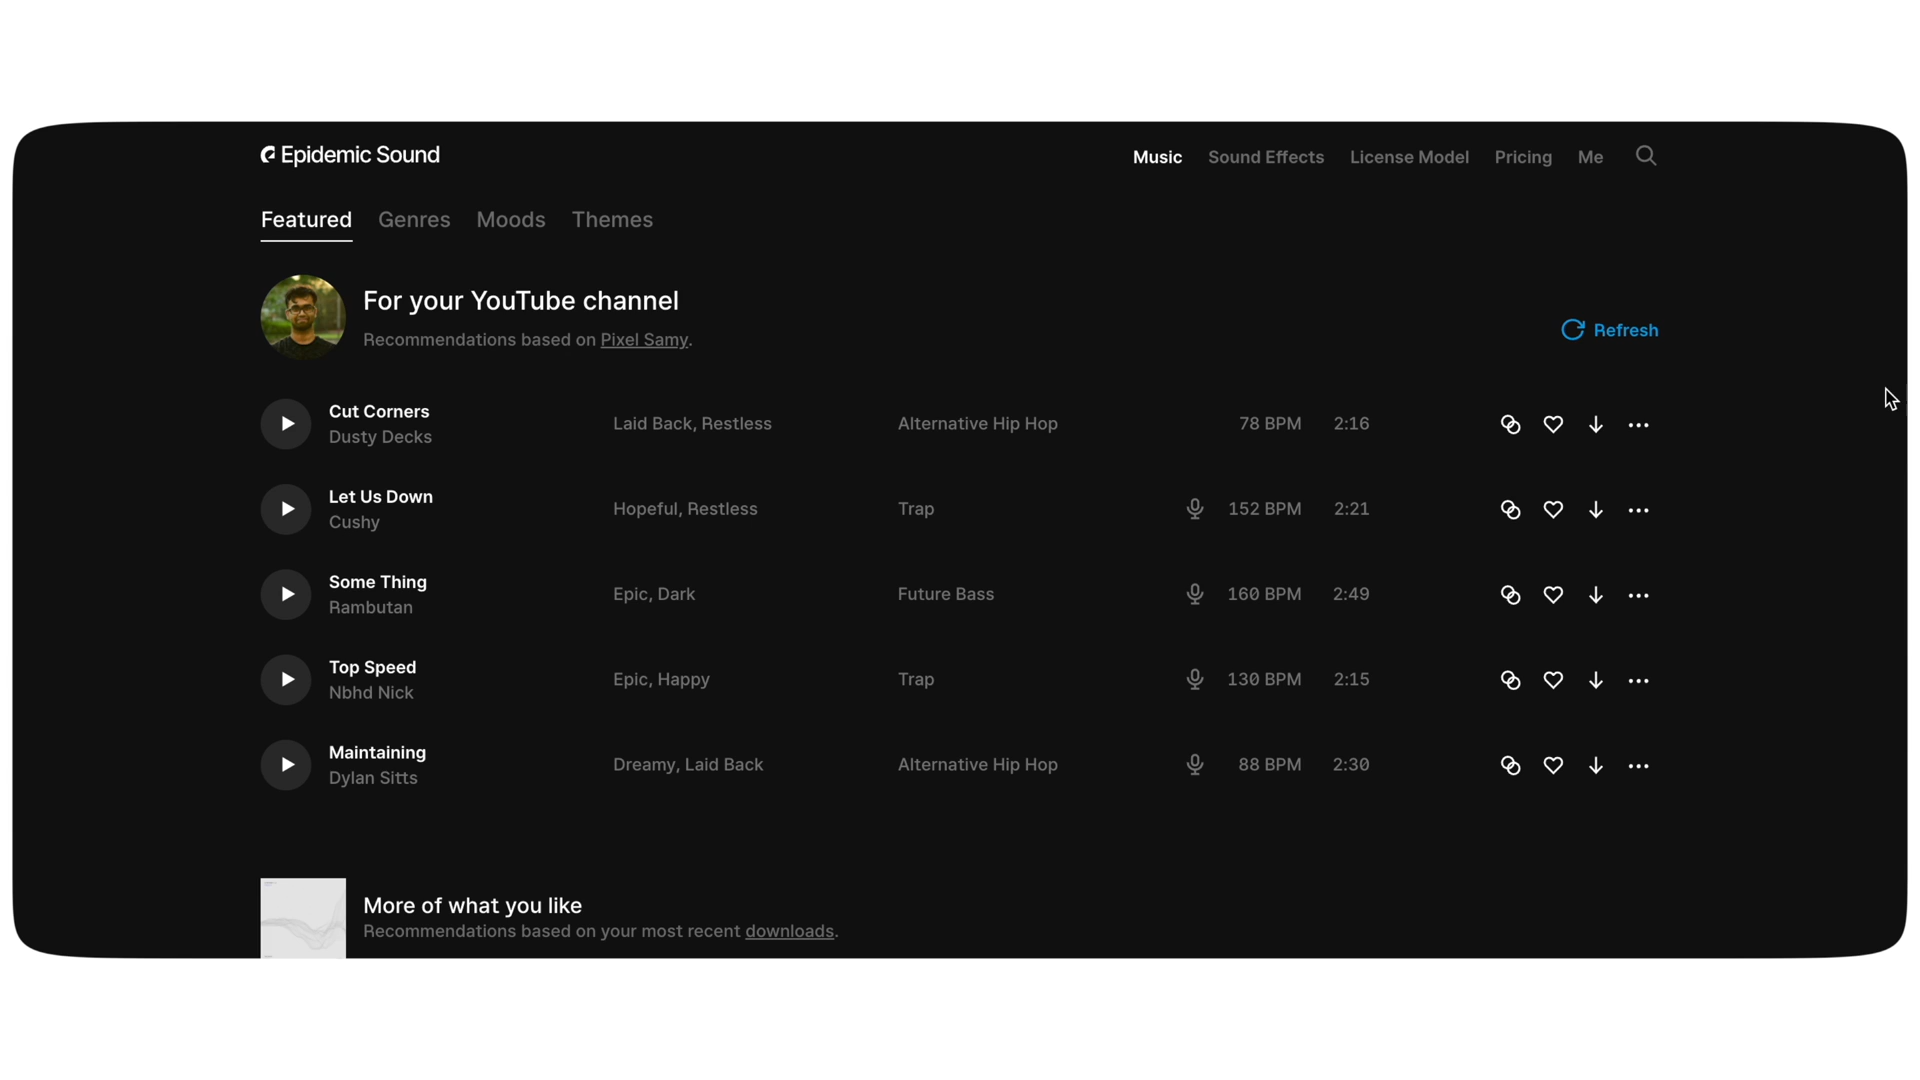 Epidemic Sound
Music Sound Effects License Model Pricing Me
Featured Genres Moods Themes
For your YouTube channel
Recommendations based on Pixel Samy.
Refresh
Cut Corners
Dusty Decks
Laid Back, Restless
Alternative Hip Hop
78 BPM 2:16
Let Us Down
Cushy
Hopeful, Restless
Trap
152 BPM 2:21
Some Thing
Rambutan
Epic, Dark
Future Bass
160 BPM 2:49
Top Speed
Nbhd Nick
Epic, Happy
Trap
130 BPM 2:15
Maintaining
Dylan Sitts
Dreamy, Laid Back
Alternative Hip Hop
88 BPM 2:30
More of what you like
Recommendations based on your most recent downloads.